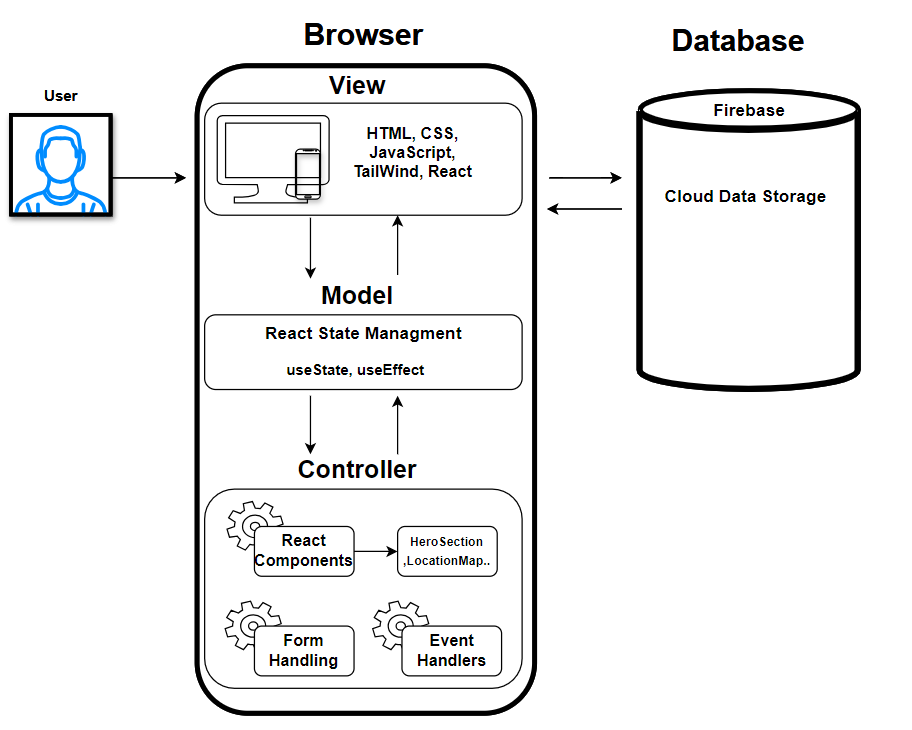 Browser
Database
User
View
HTML, CSS,
JavaScript,
TailWind, React
Firebase
Cloud Data Storage
Model
React State Managment
useState, useEffect
Controller
React
Components
HeroSection
,LocationMap..
Form
Handling
Event
Handlers